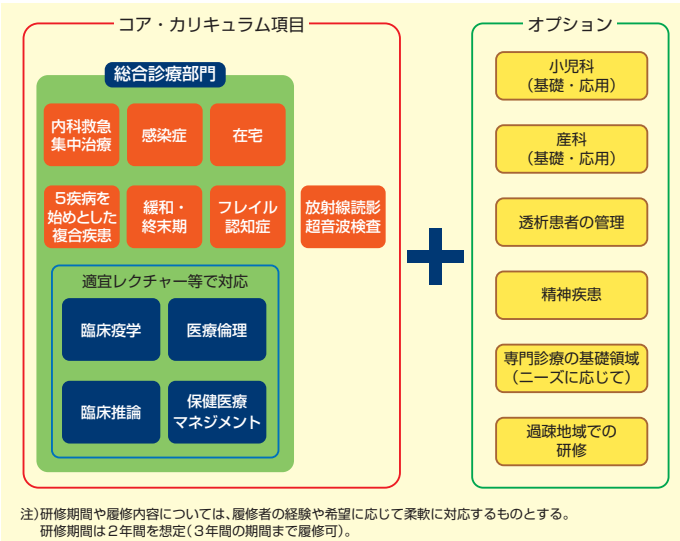 コア・カリキュラム項目
総合診療部門
内科救急
集中治療
感染症
在宅
5疾病を
始めとした
複合疾患
緩和・
終末期
フレイル
認知症
放射線読影
超音波検査
適宜レクチャー等で対応
臨床疫学
医療倫理
臨床推論
保健医療
マネジメント
オプション
小児科
（基礎・応用）
産科
（基礎・応用）
透析患者の管理
精神疾患
専門診療の基礎領域
（ニーズに応じて）
過疎地域での
研修
注）研修期間や履修内容については、履修者の経験や希望に応じて柔軟に対応するものとする。
研修期間は２年間を想定（３年間の期間まで履修可）。